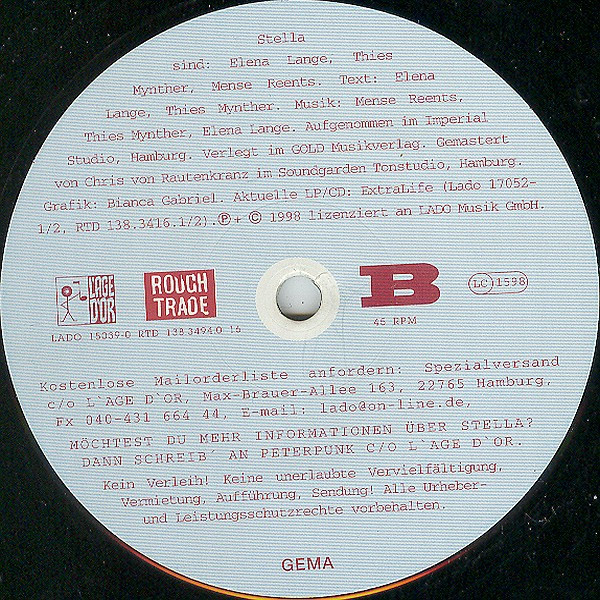 Stella
sind: Elena Lange, Thies
Mynther, Mense Reents. Text: Elena
Lange, Thies Mynther. Musik: Mense Reents,
Thies Mynther, Elena Lange. Aufgenommen im Imperial
Studio, Hamburg. Verlegt im GOLD Musikverlag. Gemastert
von Chris von Rautenkranz im Soundgarden Tonstudio, Hamburg.
Grafik: Bianca Gabriel. Aktuelle LP/CD: ExtraLife (Lado 17052-
1/2, RTD 138.3416.1/2).Ⓟ+ © 1998 lizenziert an LADO Musik GmbH.
L'AGE
D'OR
ROUGH
TRADE
B
LC 1598
45 RPM
LADO 15039-0 RTD 138.3494.0 16
Kostenlose Mailorderliste anfordern: Spezialversand
c/o L`AGE D`OR, Max-Brauer-Allee 163, 22765 Hamburg,
Fx 040-431 664 44, E-mail: lado@on-line.de,
MÖCHTEST DU MEHR INFORMATIONEN ÜBER STELLA?
DANN SCHREIB´ AN PETERPUNK C/O L`AGE D`OR.
Kein Verleih! Keine unerlaubte Vervielfältigung,
Vermietung, Aufführung, Sendung! Alle Urheber-
und Leistungsschutzrechte vorbehalten.
GEMA